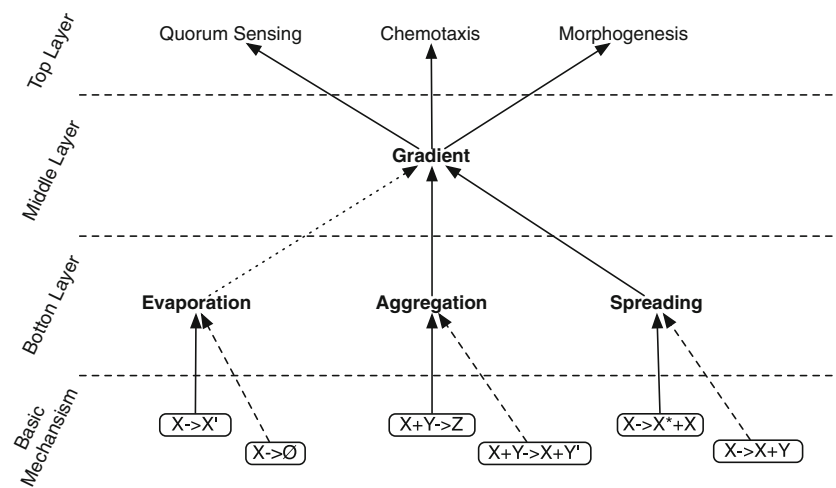 Top Layer
Quorum Sensing
Chemotaxis
Morphogenesis
Middle Layer
Gradient
Botton Layer
Evaporation
Aggregation
Spreading
Basic
Mechansism
X->X'
X+Y->Z
X->X*+X
X->Ø
X+Y->X+Y'
X->X+Y